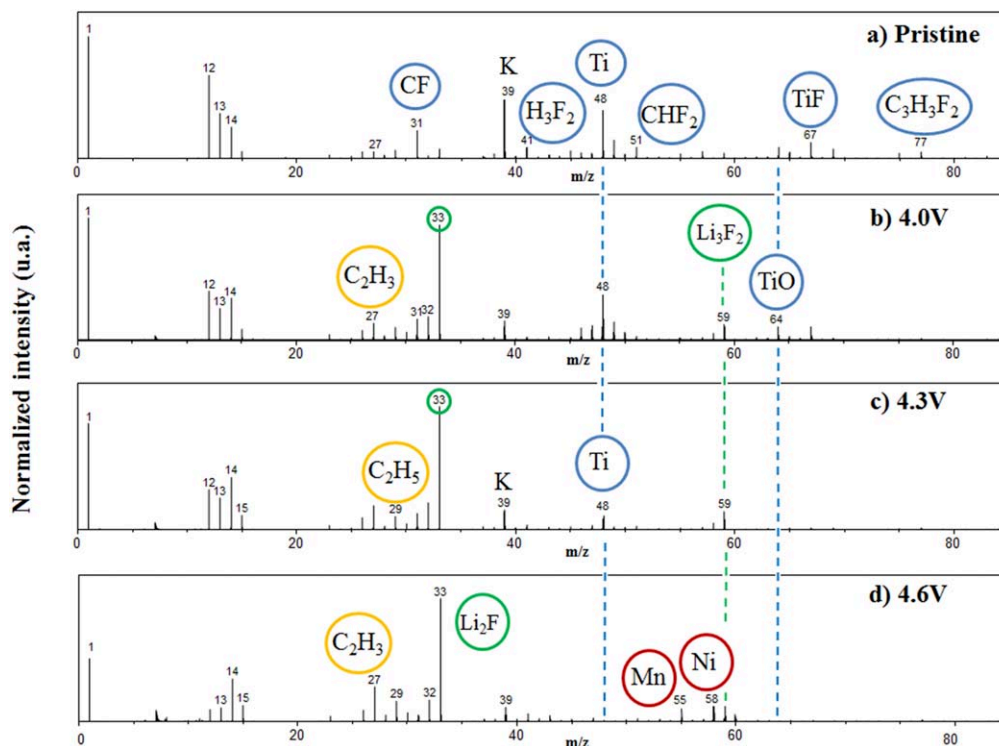 Normalized intensity (u.a.)
a) Pristine
1
12
13
14
27
CF
31
K
39
H₃F₂
41
Ti
48
CHF₂
51
TiF
67
C₃H₃F₂
77
0 20 40 60 80
m/z
b) 4.0V
1
12
13
14
C₂H₃
27
31
32
33
39
48
Li₃F₂
59
TiO
64
0 20 40 60 80
m/z
c) 4.3V
1
12
13
14
15
C₂H₅
29
33
K
39
Ti
48
59
0 20 40 60 80
m/z
d) 4.6V
1
13
14
15
C₂H₃
27
29
32
33
Li₂F
39
Mn
55
Ni
58
0 20 40 60 80
m/z